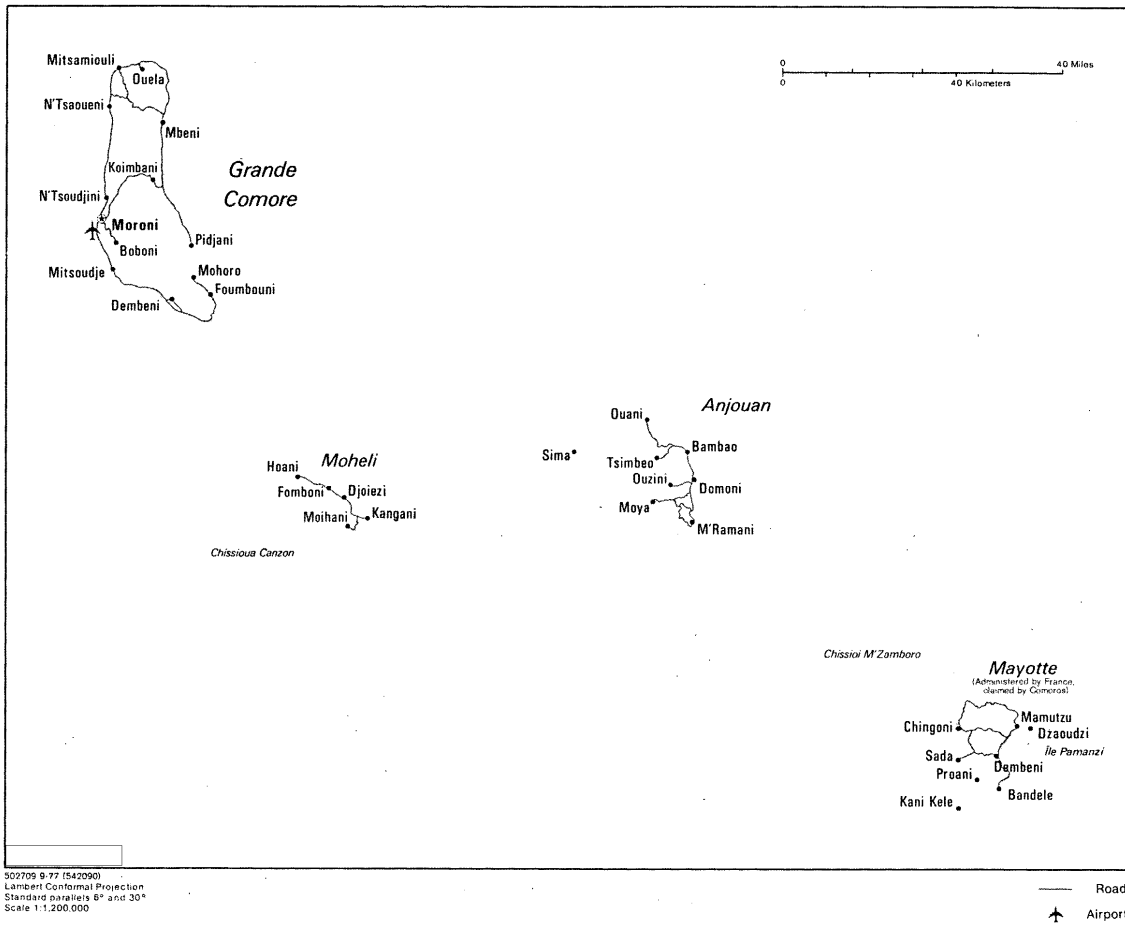 0 40 Miles
0 40 Kilometers
Mitsamiouli
Ouela
N'Tsaoueni
Mbeni
Koimbani
Grande
Comore
N'Tsoudjini
Moroni
Boboni
Pidjani
Mitsoudje
Mohoro
Foumbouni
Dembeni
Anjouan
Ouani
Bambao
Sima
Tsimbeo
Ouzini
Domoni
Moya
M'Ramani
Moheli
Hoani
Fomboni
Djoiezi
Moihani
Kangani
Chissioua Canzon
Chissioi M'Zamboro
Mayotte
(Administered by France,
claimed by Comoros)
Chingoni
Mamutzu
Dzaoudzi
Île Pamanzi
Sada
Dembeni
Proani
Bandele
Kani Kele
502709 9-77 (542090)
Lambert Conformal Projection
Standard parallels 6° and 30°
Scale 1:1,200,000
Road
Airport